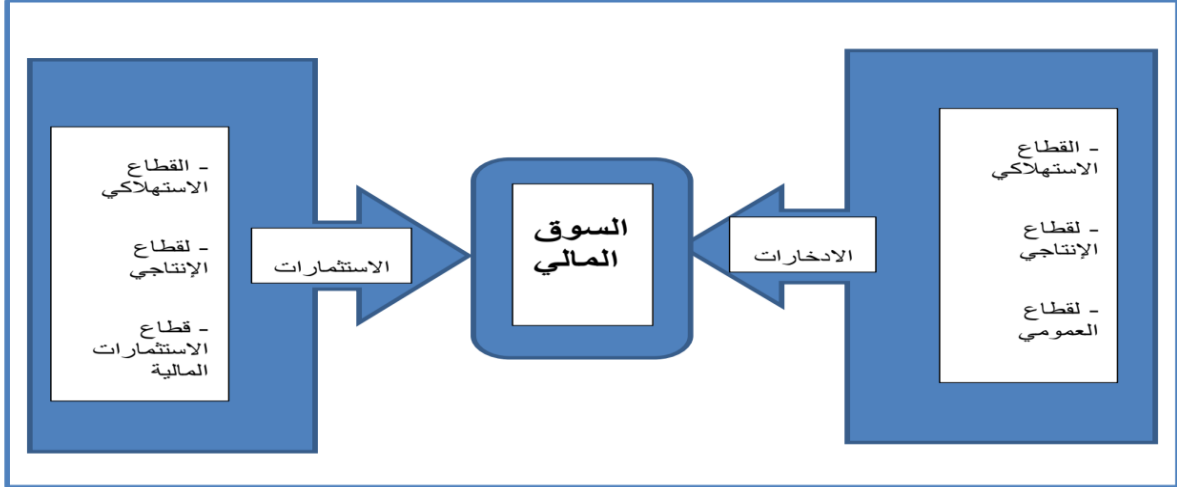 - القطاع
الاستهلاكي
- لقطاع
الإنتاجي
- لقطاع
العمومي
الادخارات
السوق
المالي
الاستثمارات
- القطاع
الاستهلاكي
- لقطاع
الإنتاجي
- قطاع
الاستثمارات
المالية